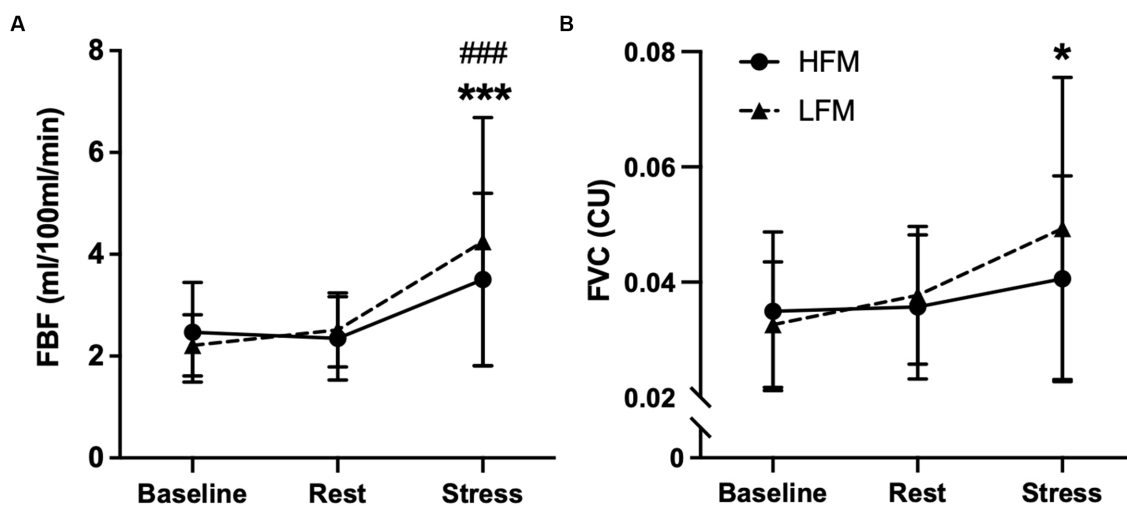 A
FBF (ml/100ml/min)
8
6
4
2
0
###
***
Baseline Rest Stress
B
FVC (CU)
0.08
0.06
0.04
0.02
0
HFM
LFM
*
Baseline Rest Stress